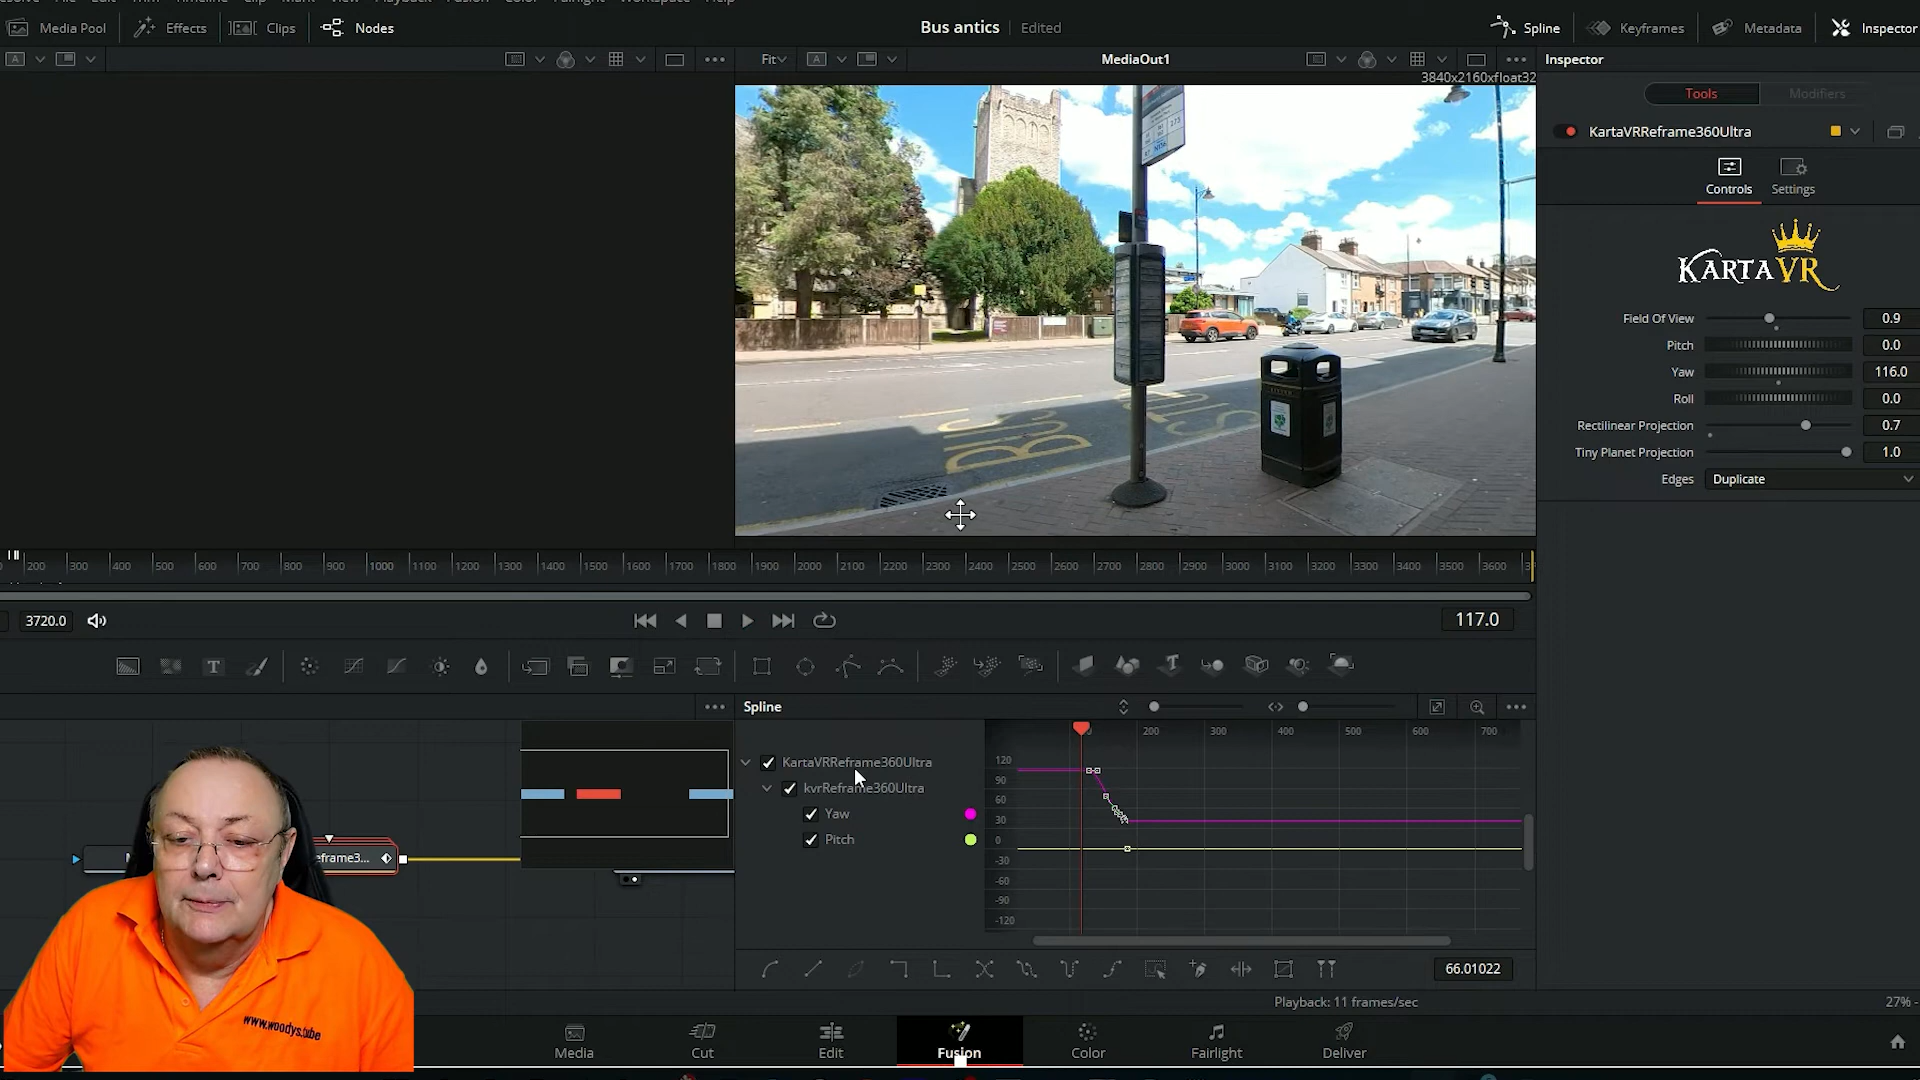 Media Pool
Effects
Clips
Nodes
Bus antics
Edited
Spline
Keyframes
Metadata
Inspector
Fit
MediaOut1
Inspector
3840x2160xfloat32
Tools
Modifiers
KartaVRReframe360Ultra
Controls
Settings
KARTAVR
Field Of View
0.9
Pitch
0.0
Yaw
116.0
Roll
0.0
Rectilinear Projection
0.7
Tiny Planet Projection
1.0
Edges
Duplicate
BUS
200 300 400 500 600 700 800 900 1000 1100 1200 1300 1400 1500 1600 1700 1800 1900 2000 2100 2200 2300 2400 2500 2600 2700 2800 2900 3000 3100 3200 3300 3400 3500 3600
3720.0
117.0
Spline
200 300 400 500 600 700
KartaVRReframe360Ultra
kvrReframe360Ultra
Yaw
Pitch
120
90
60
30
0
-30
-60
-90
-120
eframe3...
66.01022
Playback: 11 frames/sec
27%
www.woodys.tube
Media
Cut
Edit
Fusion
Color
Fairlight
Deliver